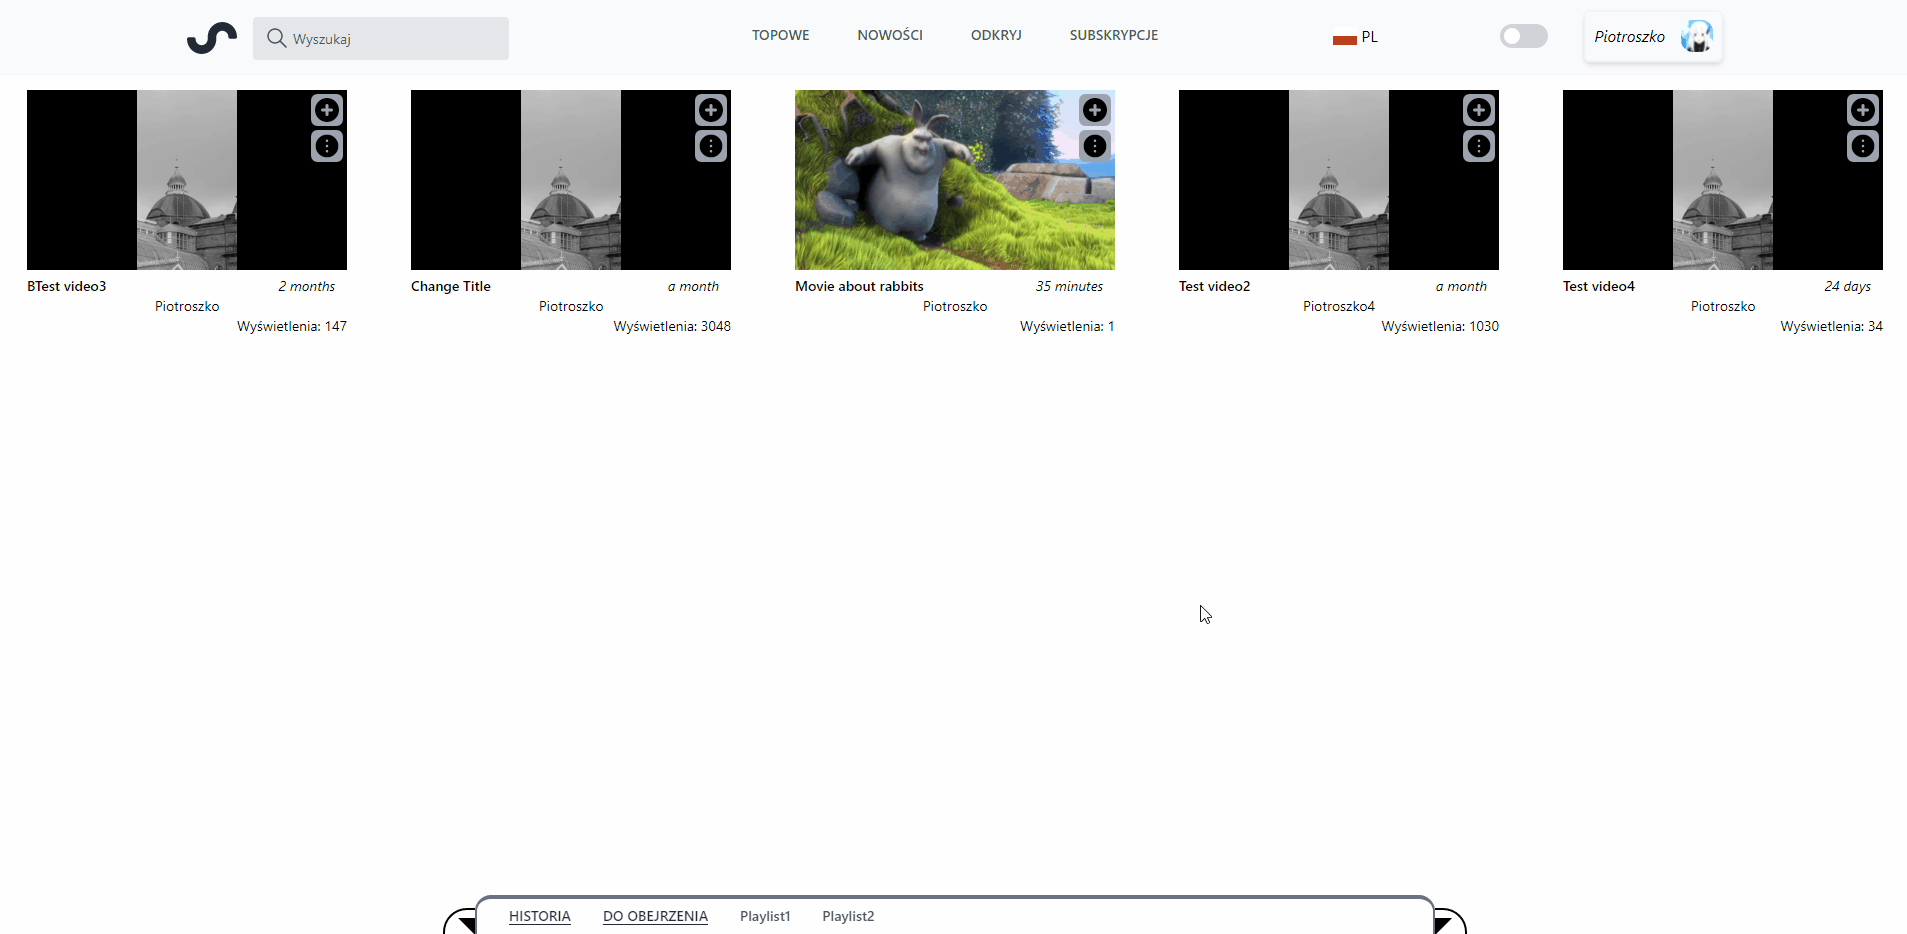 Wyszukaj TOPOWE NOWOŚCI ODKRYJ SUBSKRYPCJE PL Piotroszko
BTest video3 2 months
Piotroszko
Wyświetlenia: 147
Change Title a month
Piotroszko
Wyświetlenia: 3048
Movie about rabbits 35 minutes
Piotroszko
Wyświetlenia: 1
Test video2 a month
Piotroszko4
Wyświetlenia: 1030
Test video4 24 days
Piotroszko
Wyświetlenia: 34
HISTORIA DO OBEJRZENIA Playlist1 Playlist2